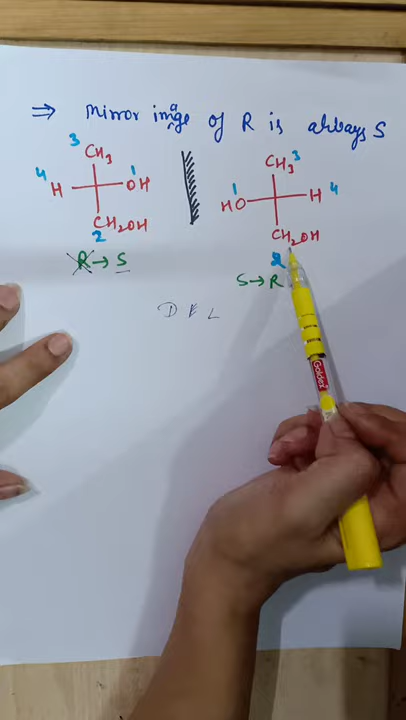 ⇒ mirror image of R is always S
3 CH₃
4 H 1 OH
CH₂OH
2
R → S
CH₃ 3
1 HO H 4
CH₂OH
2
S → R
D & L
Goldex